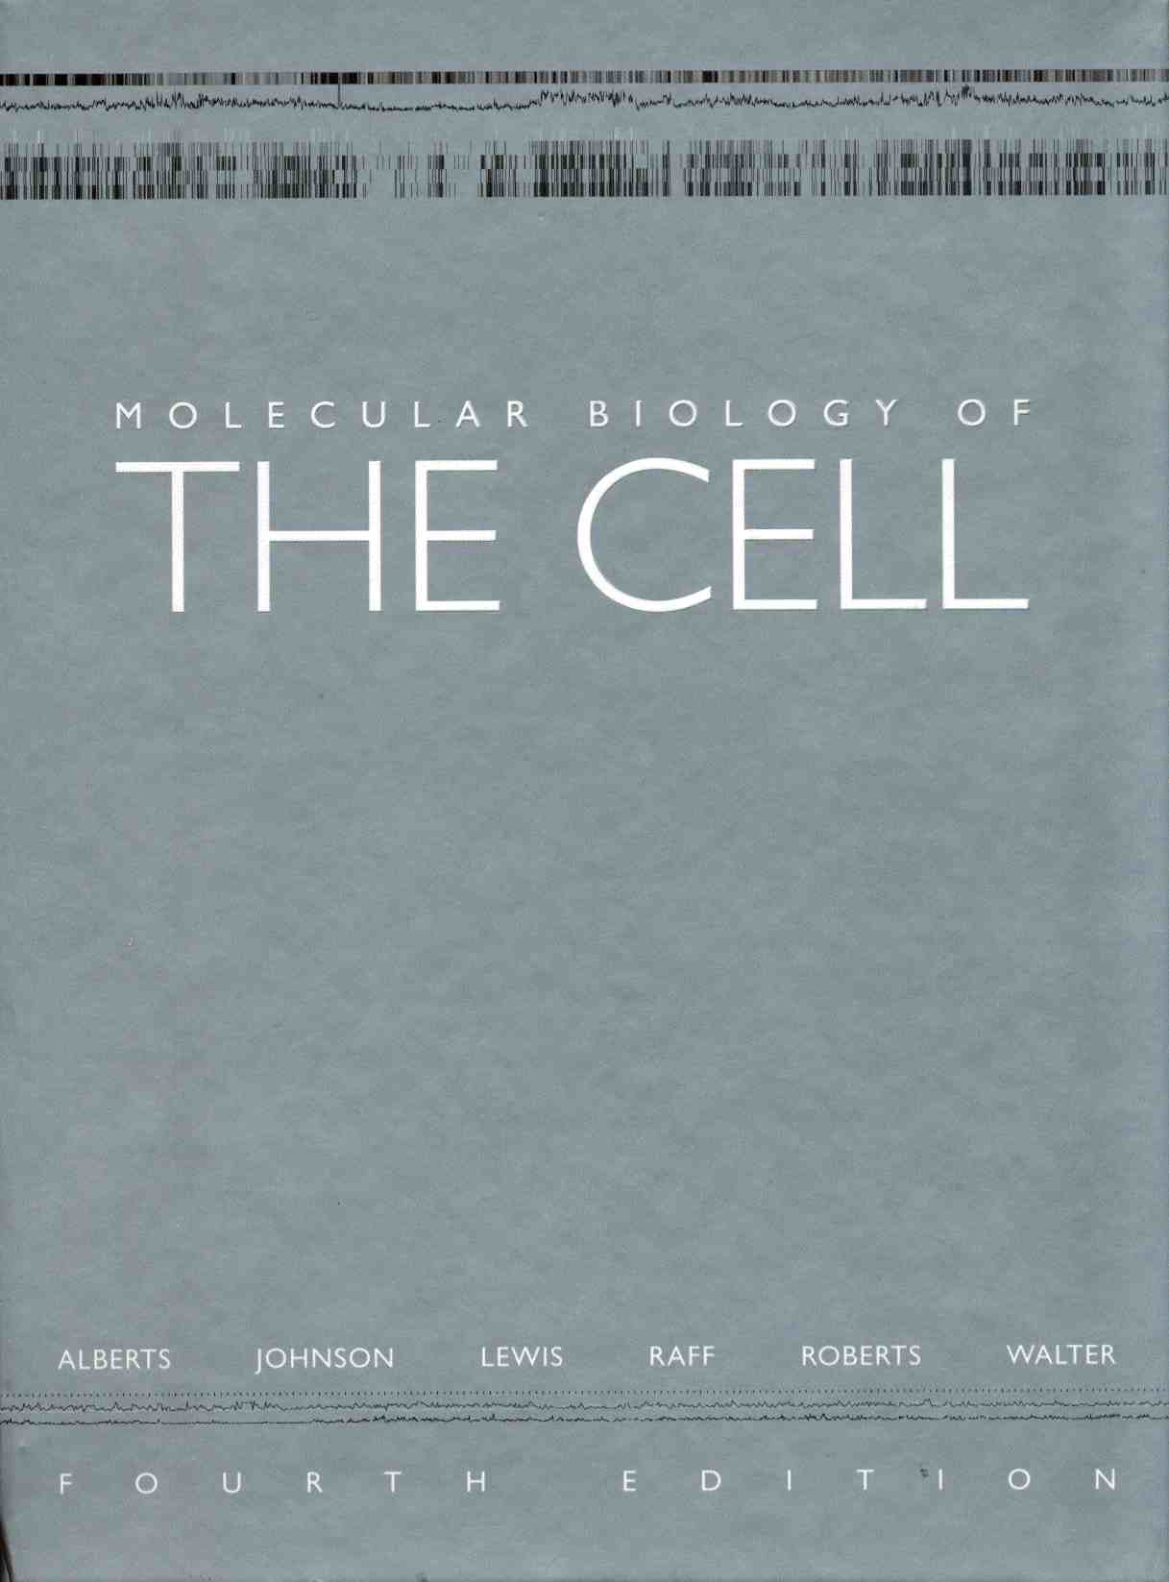 MOLECULAR BIOLOGY OF
THE CELL
ALBERTS JOHNSON LEWIS RAFF ROBERTS WALTER
FOURTH EDITION